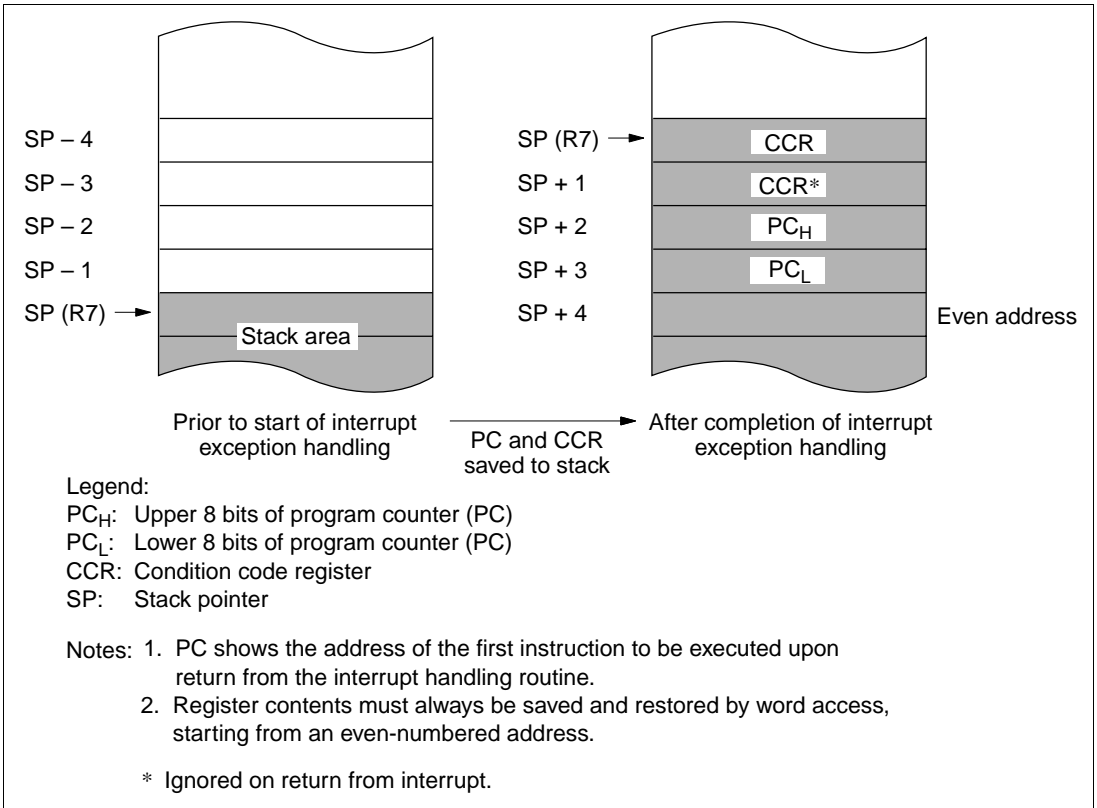 SP – 4
SP – 3
SP – 2
SP – 1
SP (R7)
Stack area
SP (R7)
SP + 1
SP + 2
SP + 3
SP + 4
CCR
CCR*
PCH
PCL
Even address
Prior to start of interrupt
exception handling
PC and CCR
saved to stack
After completion of interrupt
exception handling
Legend:
PCH: Upper 8 bits of program counter (PC)
PCL: Lower 8 bits of program counter (PC)
CCR: Condition code register
SP: Stack pointer
Notes: 1. PC shows the address of the first instruction to be executed upon
return from the interrupt handling routine.
2. Register contents must always be saved and restored by word access,
starting from an even-numbered address.
* Ignored on return from interrupt.